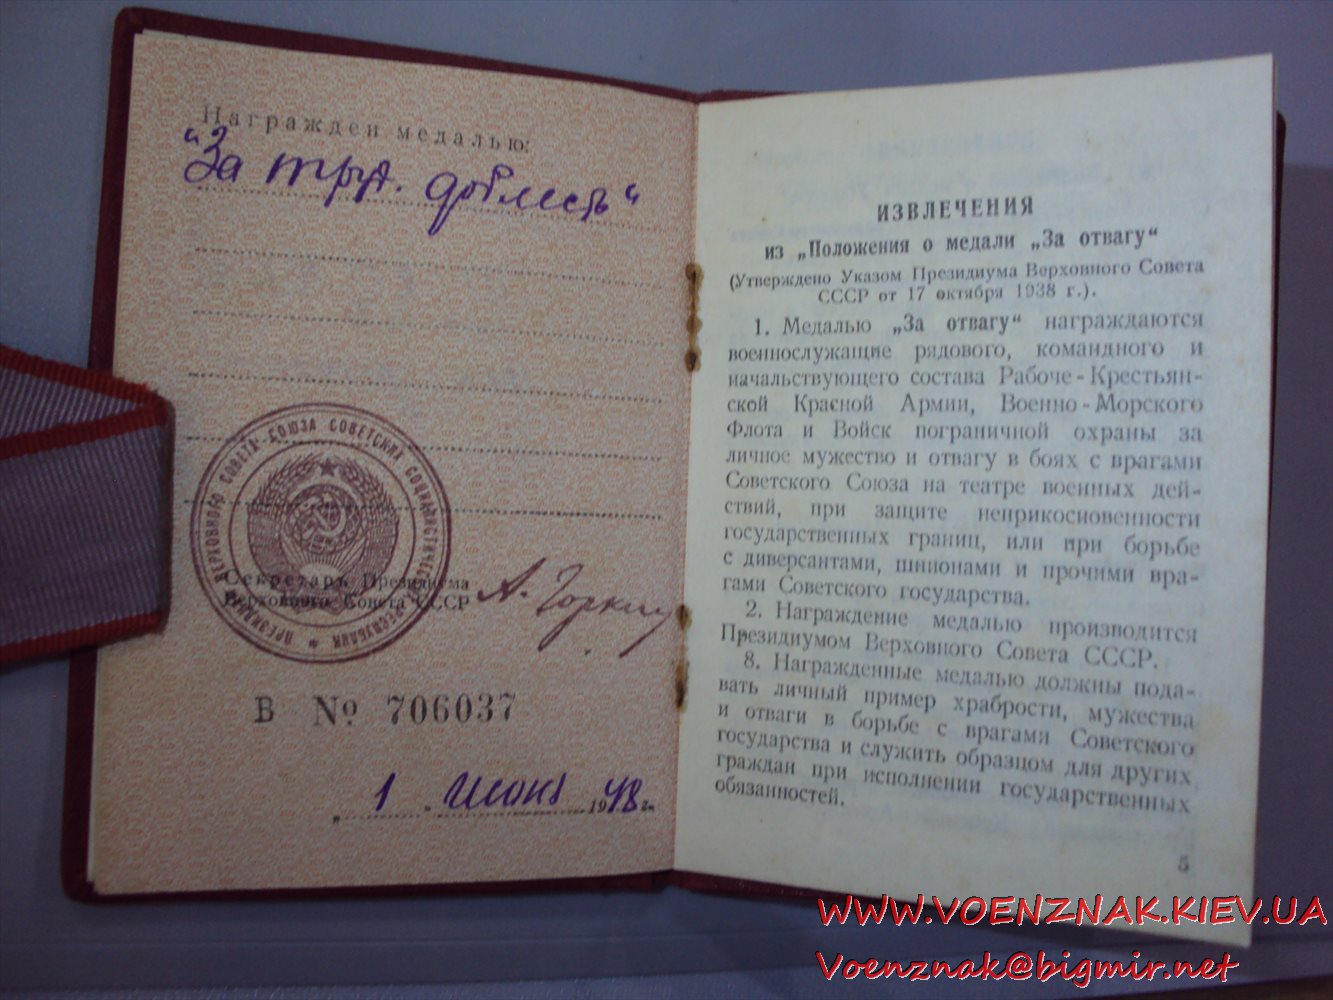 Награжден медалью:
"За труд. доблесть"
ВЕРХОВНОГО СОВЕТА СОЮЗА СОВЕТСКИХ СОЦИАЛИСТИЧЕСКИХ РЕСПУБЛИК * ПРЕЗИДИУМ
Секретарь Президиума
Верховного Совета СССР
А. Горкин
В № 706037
"1" июня 1948 г.
ИЗВЛЕЧЕНИЯ
из „Положения о медали „За отвагу“
(Утверждено Указом Президиума Верховного Совета
СССР от 17 октября 1938 г.).
1. Медалью „За отвагу“ награждаются
военнослужащие рядового, командного и
начальствующего состава Рабоче-Крестьян-
ской Красной Армии, Военно-Морского
Флота и Войск пограничной охраны за
личное мужество и отвагу в боях с врагами
Советского Союза на театре военных дей-
ствий, при защите неприкосновенности
государственных границ, или при борьбе
с диверсантами, шпионами и прочими вра-
гами Советского государства.
2. Награждение медалью производится
Президиумом Верховного Совета СССР.
8. Награжденные медалью должны пода-
вать личный пример храбрости, мужества
и отваги в борьбе с врагами Советского
государства и служить образцом для других
граждан при исполнении государственных
обязанностей.
5
WWW.VOENZNAK.KIEV.UA
Voenznak@bigmir.net